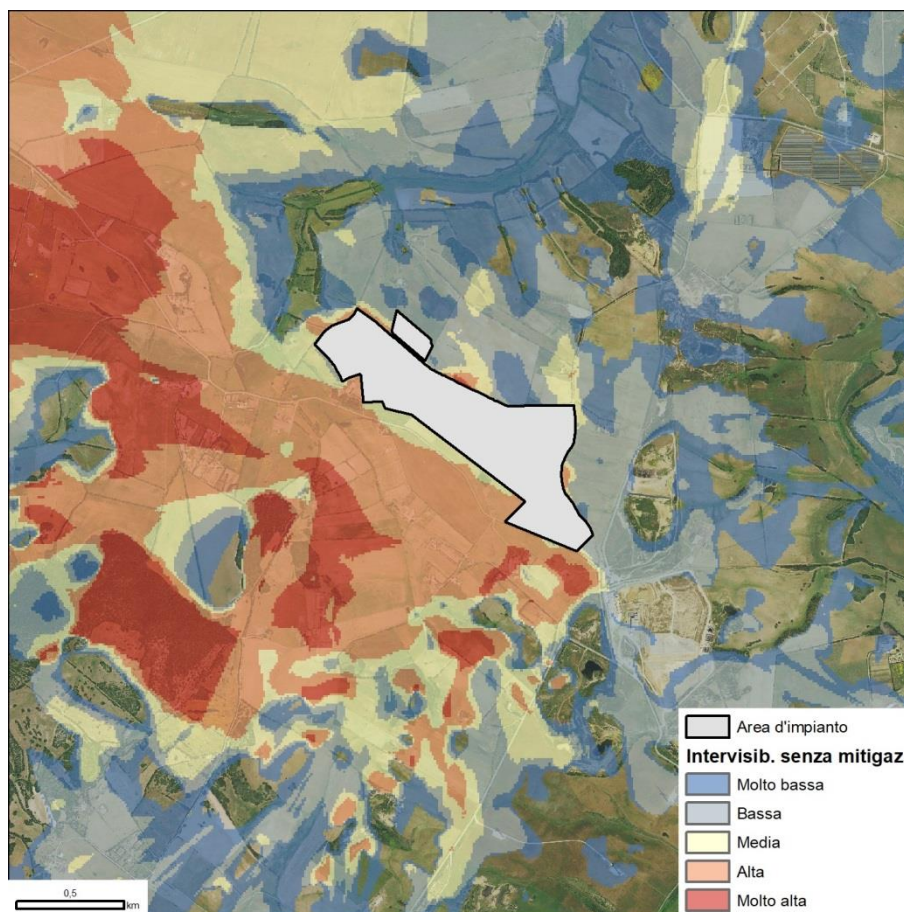 Area d'impianto
Intervisib. senza mitigaz
Molto bassa
Bassa
Media
Alta
Molto alta
0,5
km